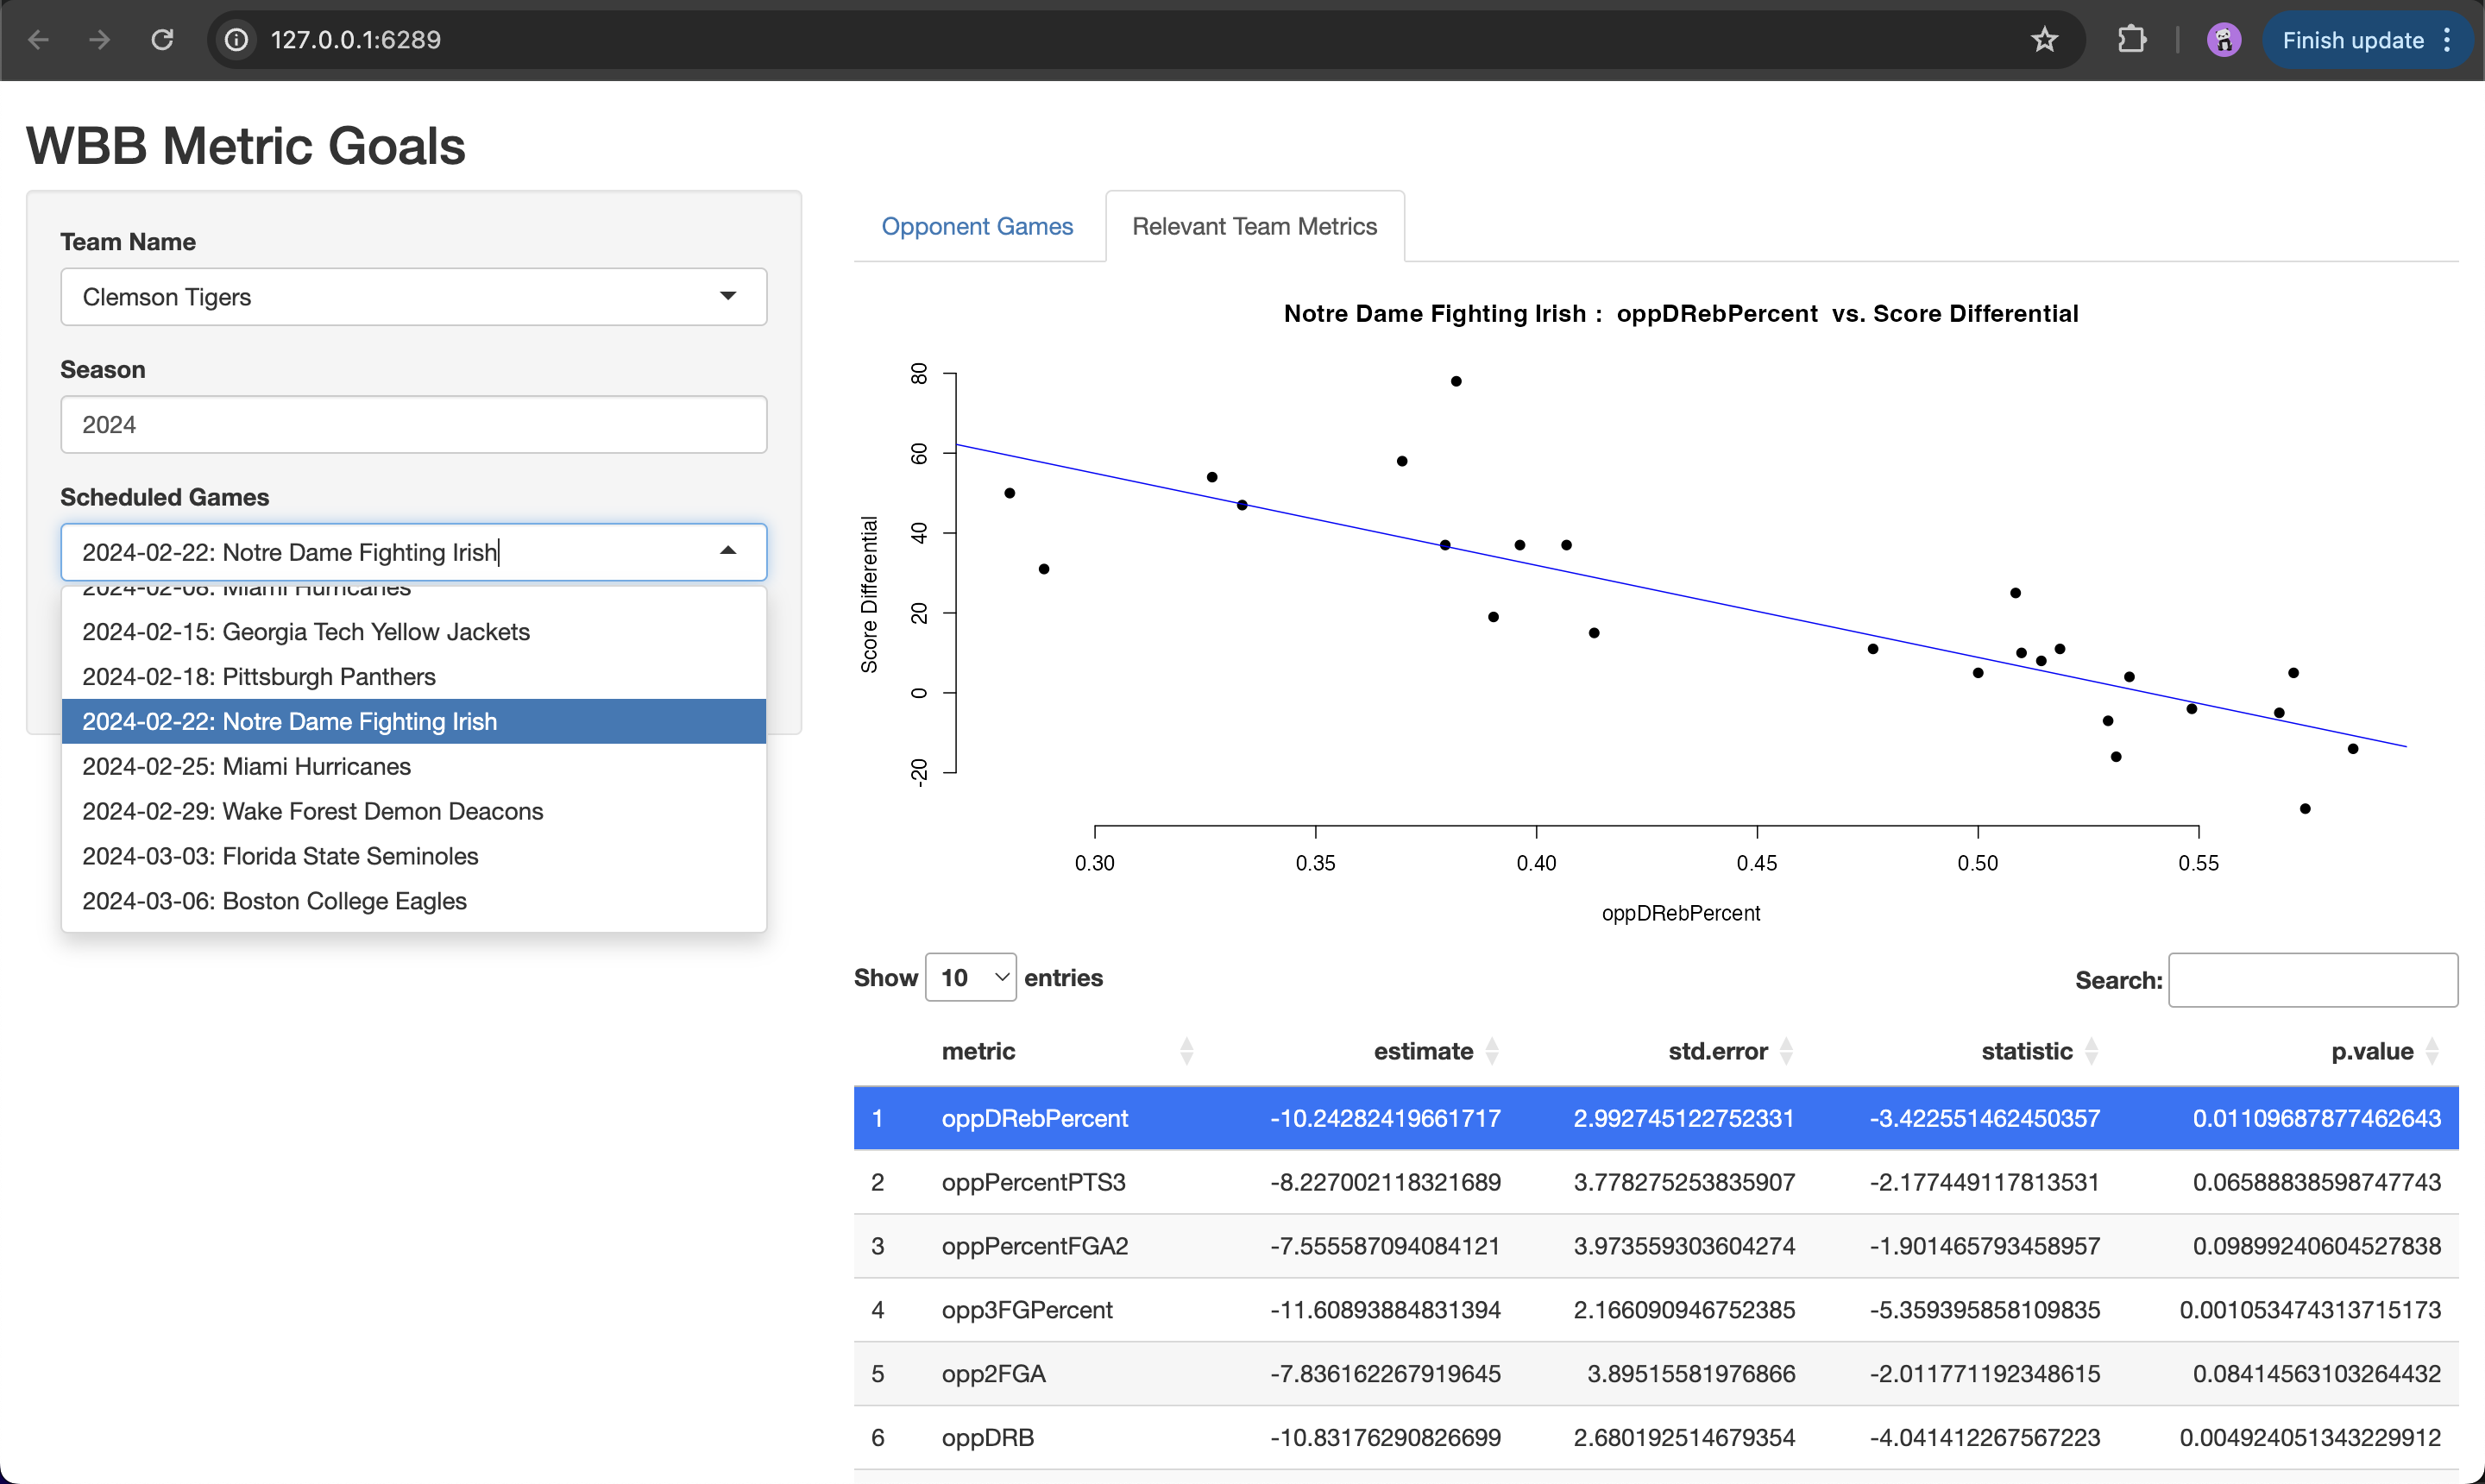 127.0.0.1:6289
Finish update
WBB Metric Goals
Team Name
Clemson Tigers
Season
2024
Scheduled Games
2024-02-22: Notre Dame Fighting Irish
2024-02-08: Miami Hurricanes
2024-02-15: Georgia Tech Yellow Jackets
2024-02-18: Pittsburgh Panthers
2024-02-22: Notre Dame Fighting Irish
2024-02-25: Miami Hurricanes
2024-02-29: Wake Forest Demon Deacons
2024-03-03: Florida State Seminoles
2024-03-06: Boston College Eagles
Opponent Games Relevant Team Metrics
Notre Dame Fighting Irish : oppDRebPercent vs. Score Differential
Score Differential
80
60
40
20
0
-20
0.30 0.35 0.40 0.45 0.50 0.55
oppDRebPercent
Show 10 entries Search:
metric estimate std.error statistic p.value
1 oppDRebPercent -10.24282419661717 2.992745122752331 -3.422551462450357 0.01109687877462643
2 oppPercentPTS3 -8.227002118321689 3.778275253835907 -2.177449117813531 0.06588838598747743
3 oppPercentFGA2 -7.555587094084121 3.973559303604274 -1.901465793458957 0.09899240604527838
4 opp3FGPercent -11.60893884831394 2.166090946752385 -5.359395858109835 0.001053474313715173
5 opp2FGA -7.836162267919645 3.89515581976866 -2.011771192348615 0.08414563103264432
6 oppDRB -10.83176290826699 2.680192514679354 -4.041412267567223 0.004924051343229912